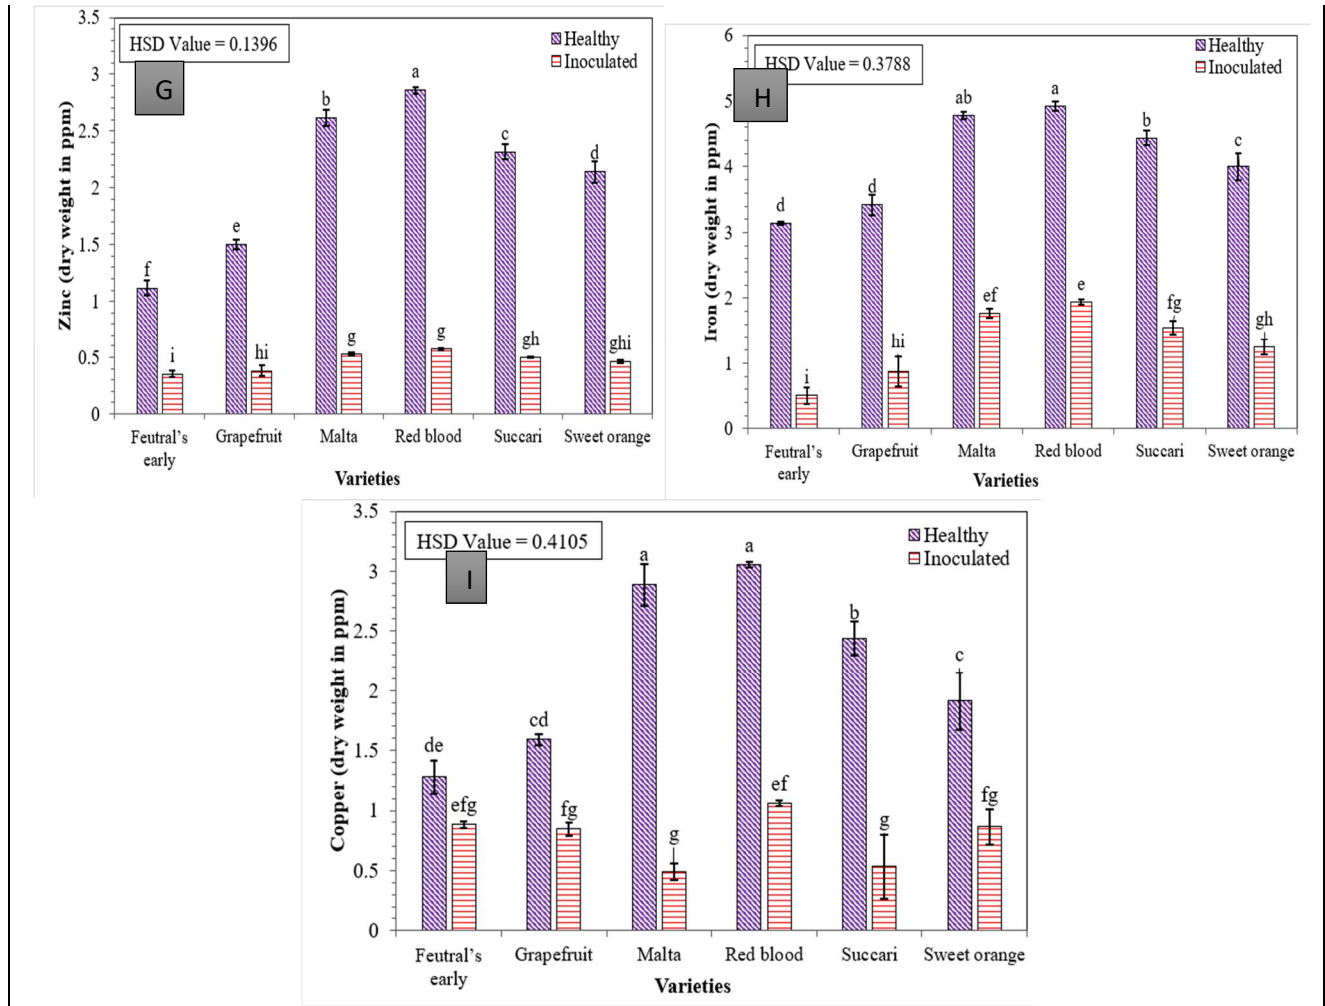 3.5
HSD Value = 0.1396
Healthy
Inoculated
G
3
2.5
2
1.5
1
0.5
0
Zinc (dry weight in ppm)
f
i
e
hi
b
g
a
g
c
gh
d
ghi
Feutral's
early
Grapefruit
Malta
Red blood
Succari
Sweet orange
Varieties
6
HSD Value = 0.3788
Healthy
Inoculated
H
5
4
3
2
1
0
Iron (dry weight in ppm)
d
i
d
hi
ab
ef
a
e
b
fg
c
gh
Feutral's
early
Grapefruit
Malta
Red blood
Succari
Sweet orange
Varieties
3.5
HSD Value = 0.4105
Healthy
Inoculated
I
3
2.5
2
1.5
1
0.5
0
Copper (dry weight in ppm)
de
efg
cd
fg
a
g
a
ef
b
g
c
fg
Feutral's
early
Grapefruit
Malta
Red blood
Succari
Sweet orange
Varieties